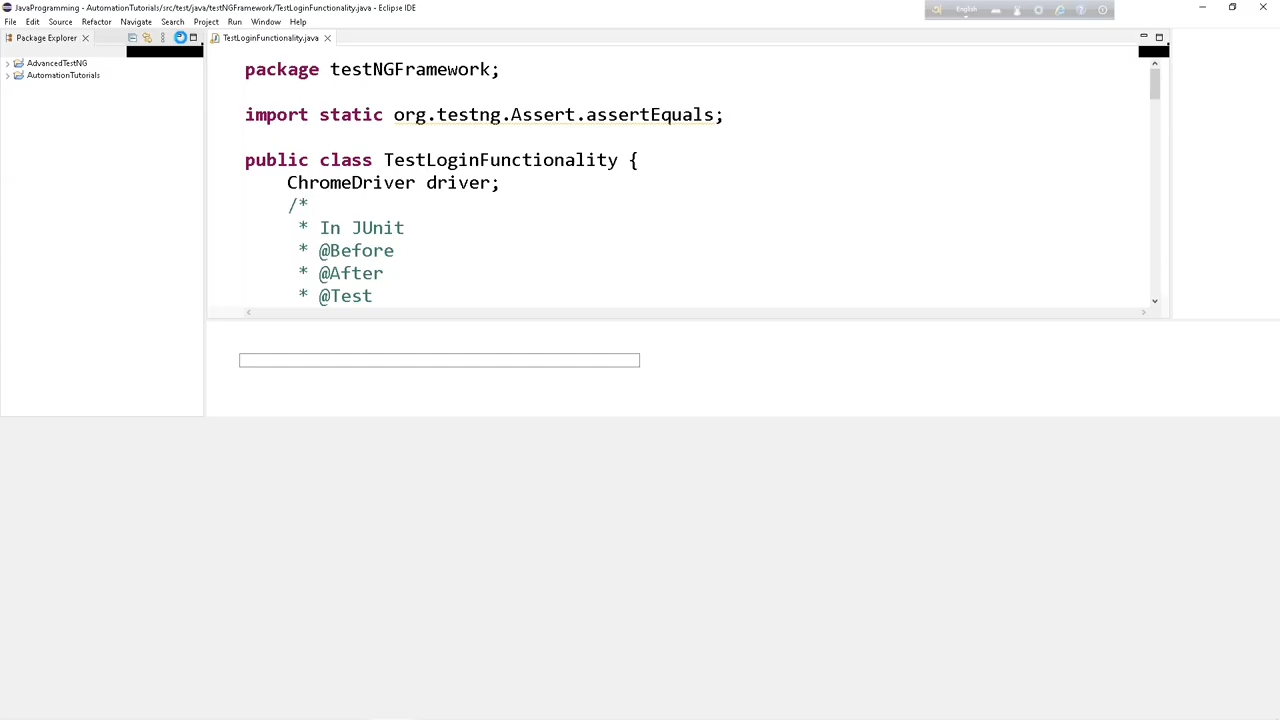 JavaProgramming - AutomationTutorials/src/test/java/testNGFramework/TestLoginFunctionality.java - Eclipse IDE
English
File Edit Source Refactor Navigate Search Project Run Window Help
Package Explorer
TestLoginFunctionality.java
AdvancedTestNG
AutomationTutorials
package testNGFramework;
import static org.testng.Assert.assertEquals;
public class TestLoginFunctionality {
ChromeDriver driver;
/*
* In JUnit
* @Before
* @After
* @Test